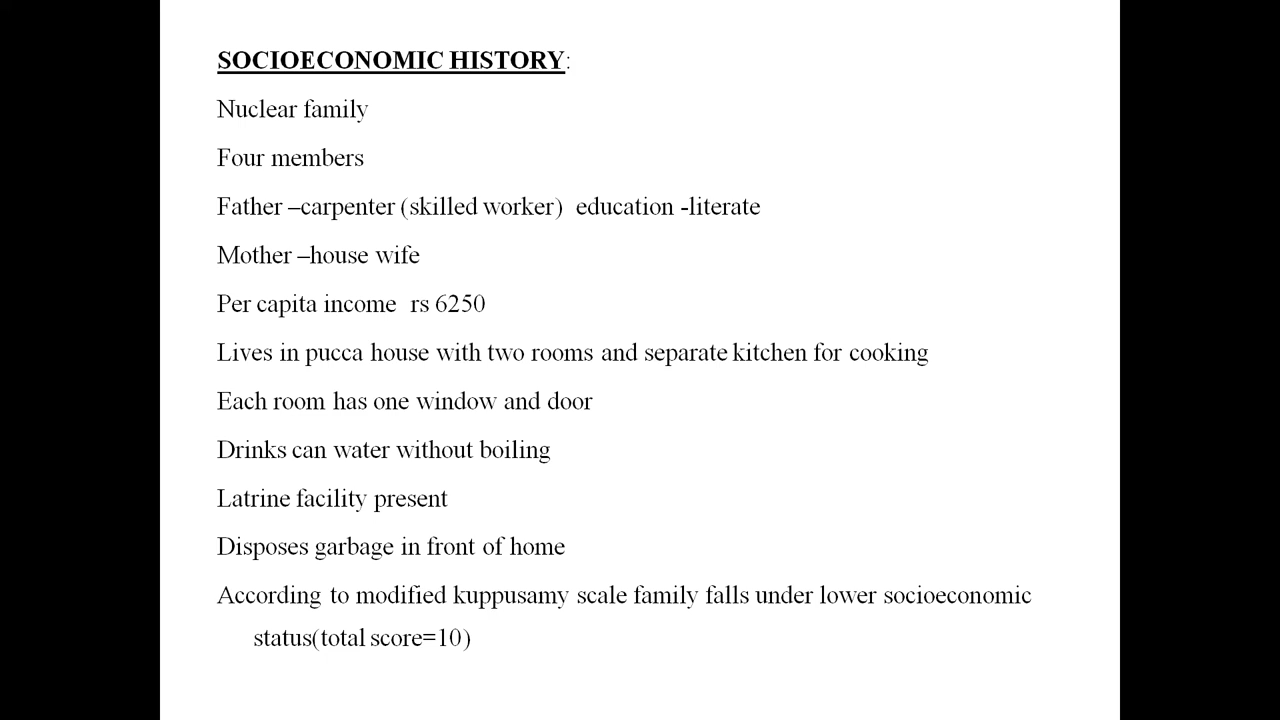 SOCIOECONOMIC HISTORY:
Nuclear family
Four members
Father –carpenter (skilled worker)  education -literate
Mother –house wife
Per capita income  rs 6250
Lives in pucca house with two rooms and separate kitchen for cooking
Each room has one window and door
Drinks can water without boiling
Latrine facility present
Disposes garbage in front of home
According to modified kuppusamy scale family falls under lower socioeconomic
status(total score=10)